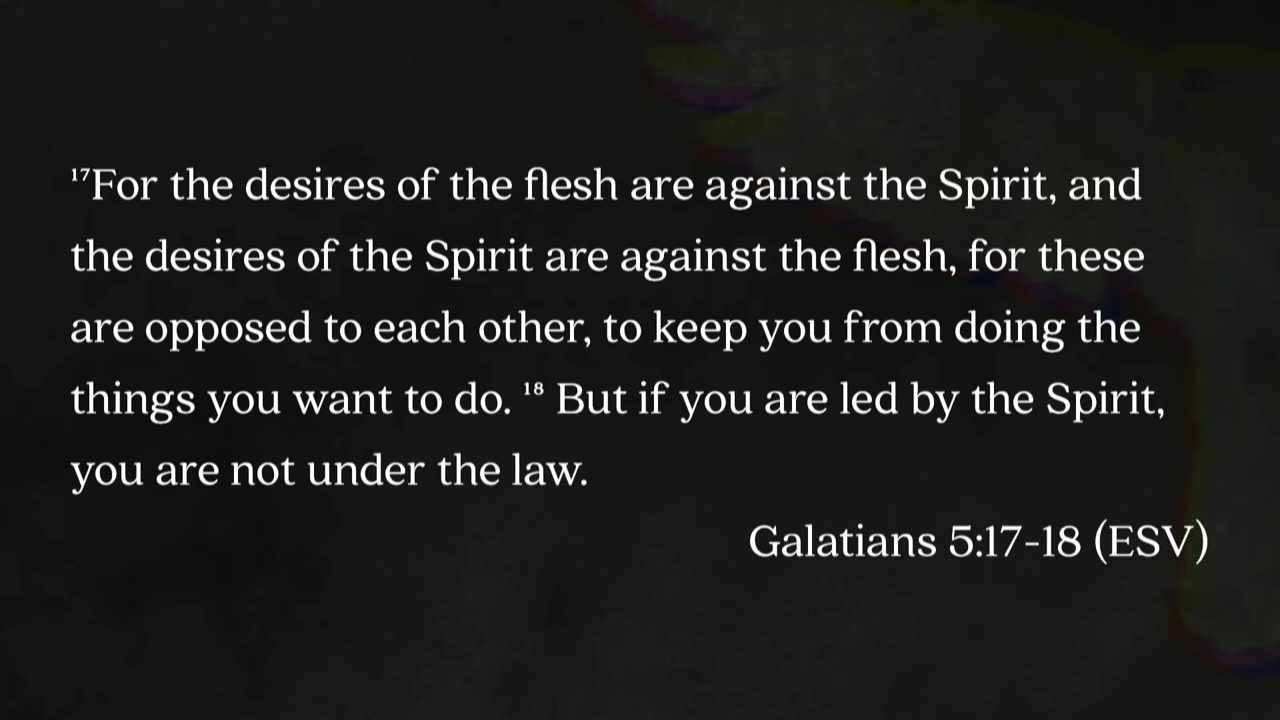 ¹⁷For the desires of the flesh are against the Spirit, and
the desires of the Spirit are against the flesh, for these
are opposed to each other, to keep you from doing the
things you want to do. ¹⁸ But if you are led by the Spirit,
you are not under the law.
Galatians 5:17-18 (ESV)